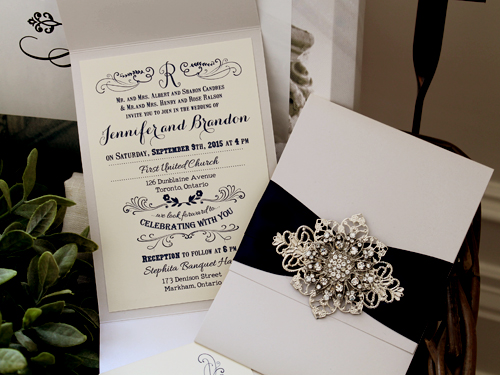 R
Mr. and Mrs. Albert and Sharon Candres
& Mr.and Mrs. Henry and Rose Ralson
invite you to join in the wedding of
Jennifer and Brandon
on Saturday, September 9th, 2015 at 4 pm
First United Church
126 Dunblaine Avenue
Toronto, Ontario
we look forward to
celebrating with you
Reception to follow at 6 pm
Stephita Banquet
173 Denison Street
Markham, Ontario